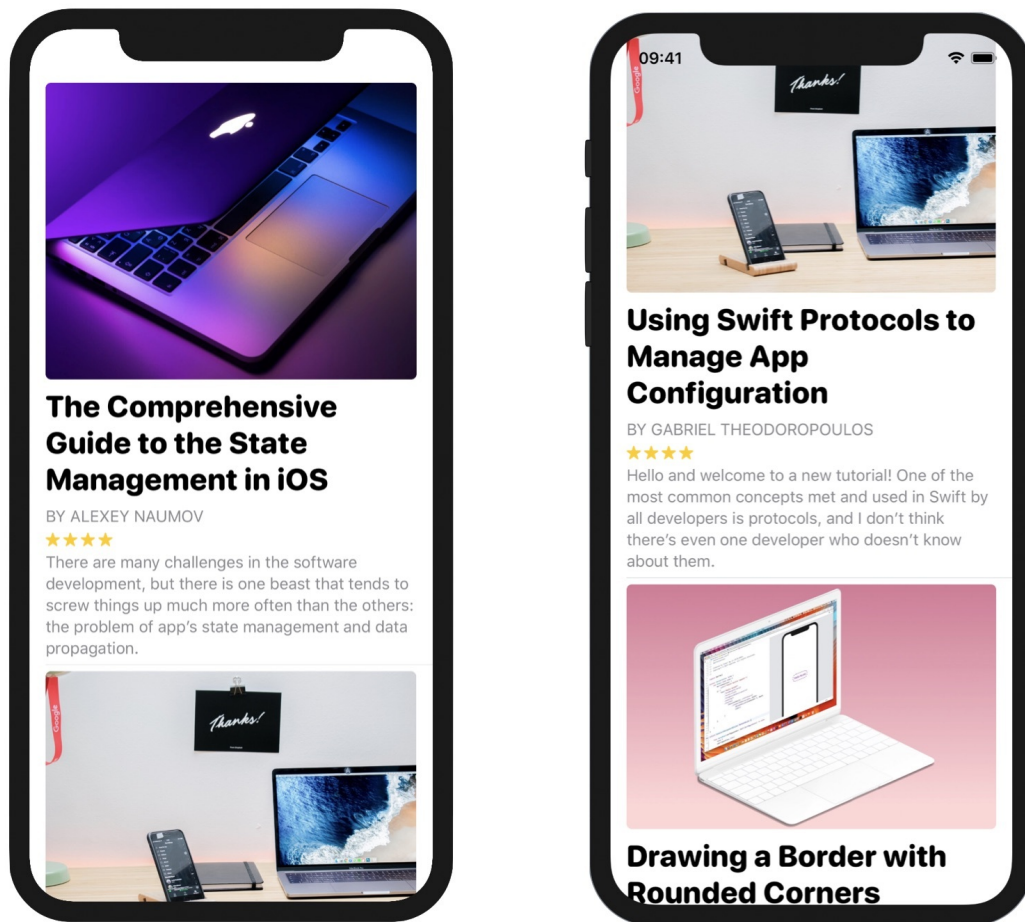 The Comprehensive
Guide to the State
Management in iOS
BY ALEXEY NAUMOV
There are many challenges in the software
development, but there is one beast that tends to
screw things up much more often than the others:
the problem of app’s state management and data
propagation.
Google
Thanks!
09:41
Google
Thanks!
Using Swift Protocols to
Manage App
Configuration
BY GABRIEL THEODOROPOULOS
Hello and welcome to a new tutorial! One of the
most common concepts met and used in Swift by
all developers is protocols, and I don’t think
there’s even one developer who doesn’t know
about them.
Drawing a Border with
Rounded Corners